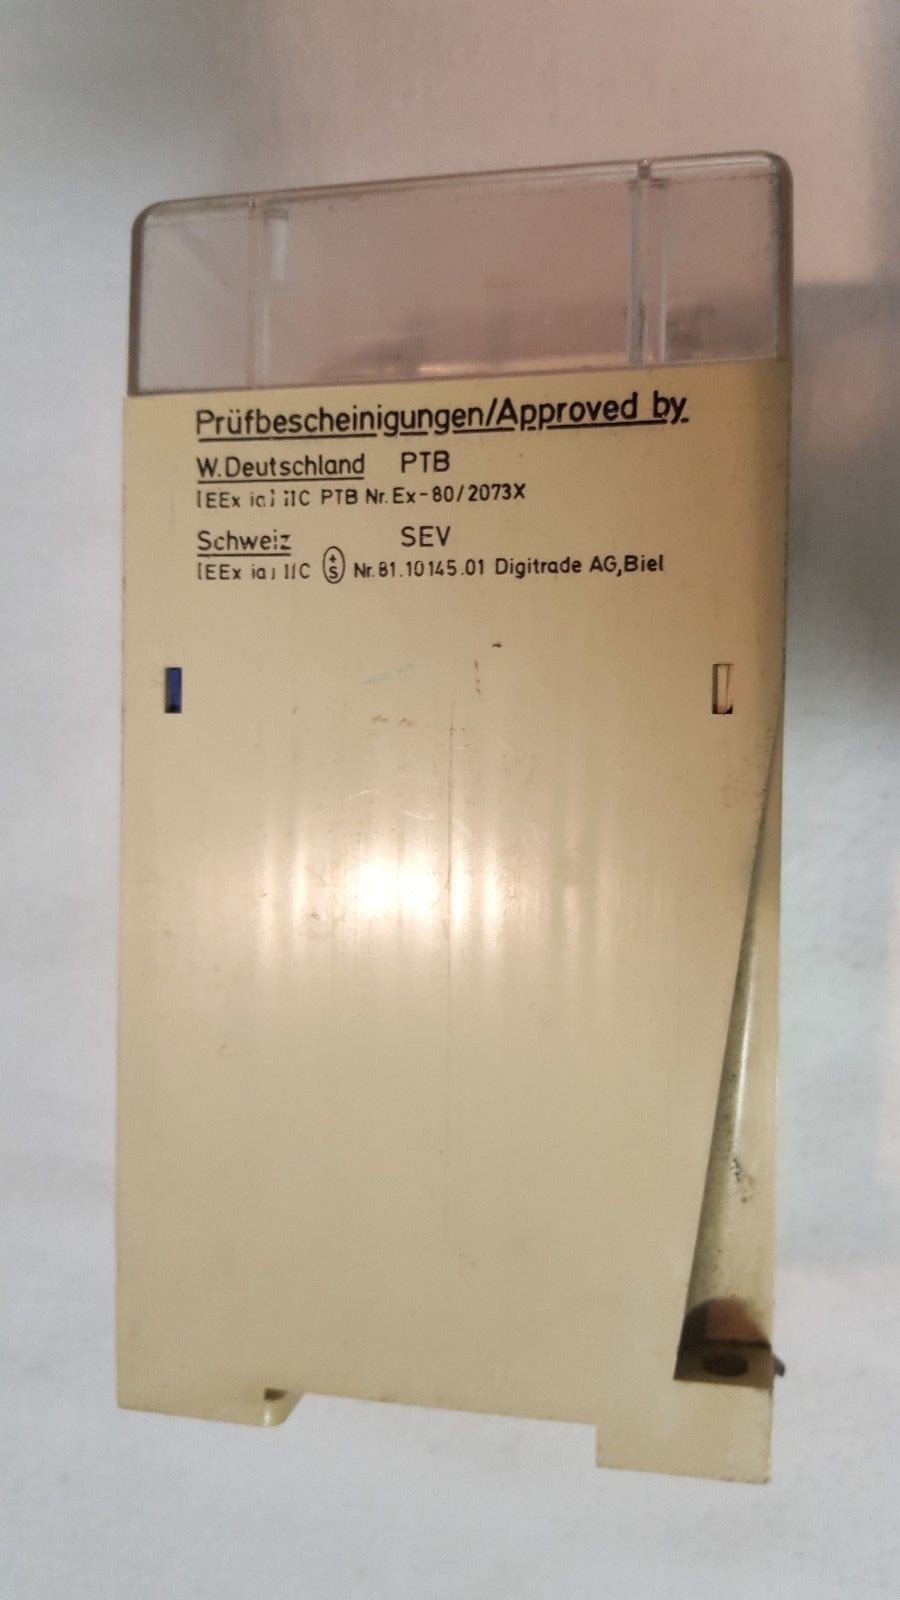 Prüfbescheinigungen/Approved by
W.Deutschland PTB
[EEx ia] IIC PTB Nr. Ex-80/2073X
Schweiz SEV
[EEx ia] IIC +S Nr. 81.10145.01 Digitrade AG, Biel